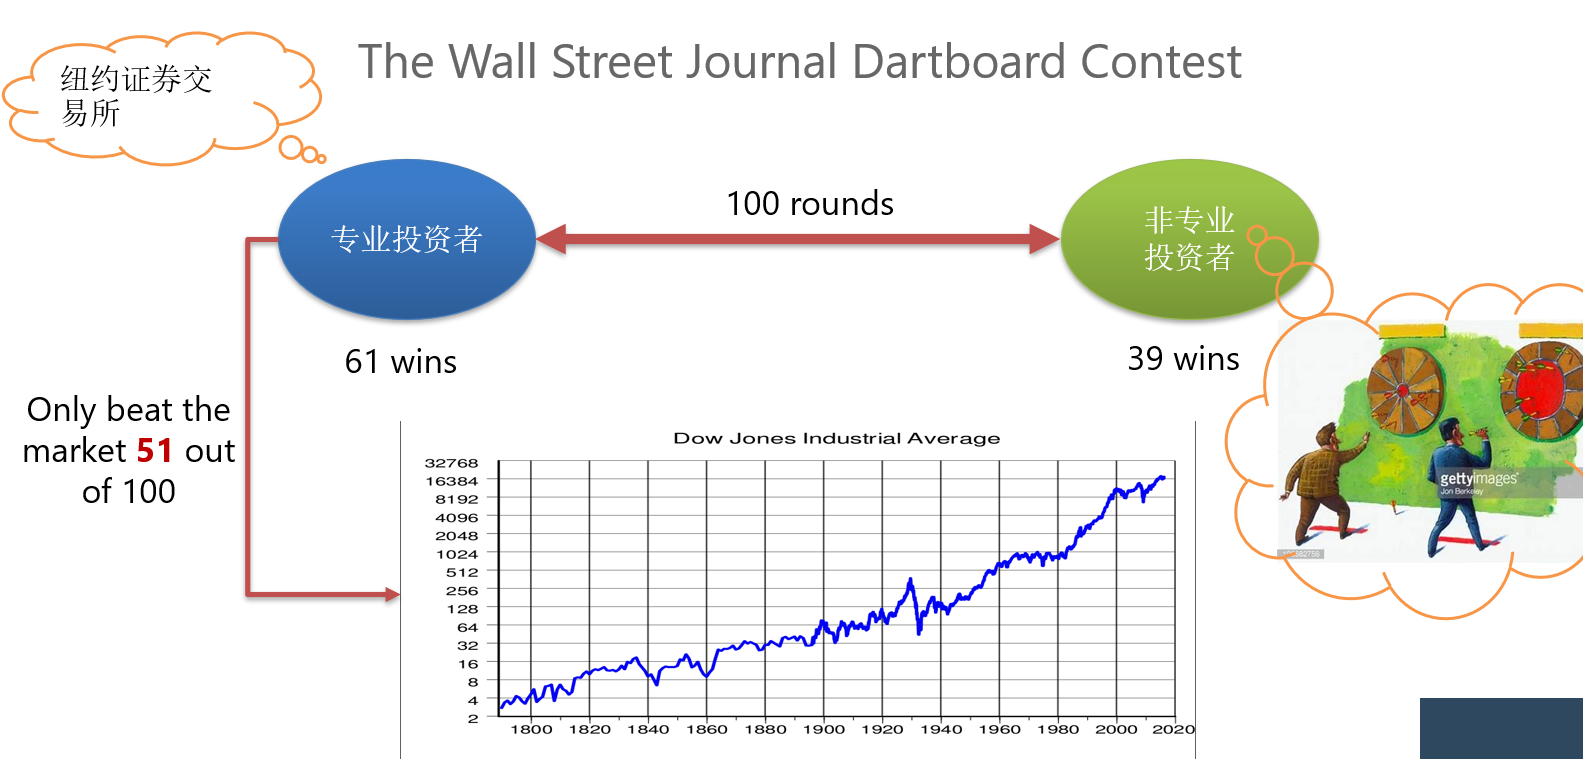 The Wall Street Journal Dartboard Contest
纽约证券交
易所
专业投资者
100 rounds
非专业
投资者
61 wins
39 wins
Only beat the
market 51 out
of 100
Dow Jones Industrial Average
32768
16384
8192
4096
2048
1024
512
256
128
64
32
16
8
4
2
1800 1820 1840 1860 1880 1900 1920 1940 1960 1980 2000 2020
gettyimages
Jon Berkeley